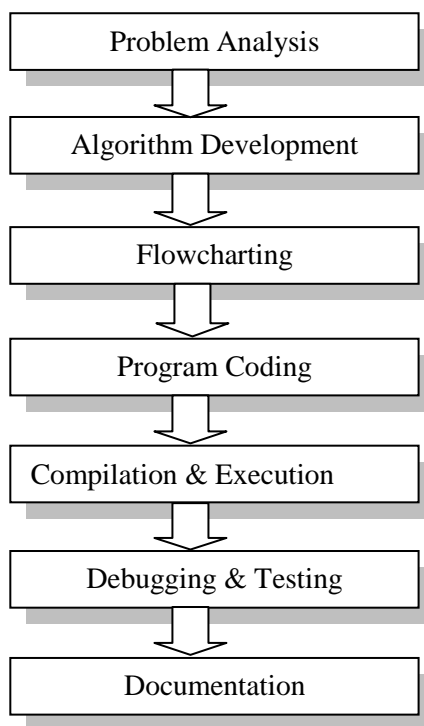 Problem Analysis
Algorithm Development
Flowcharting
Program Coding
Compilation & Execution
Debugging & Testing
Documentation